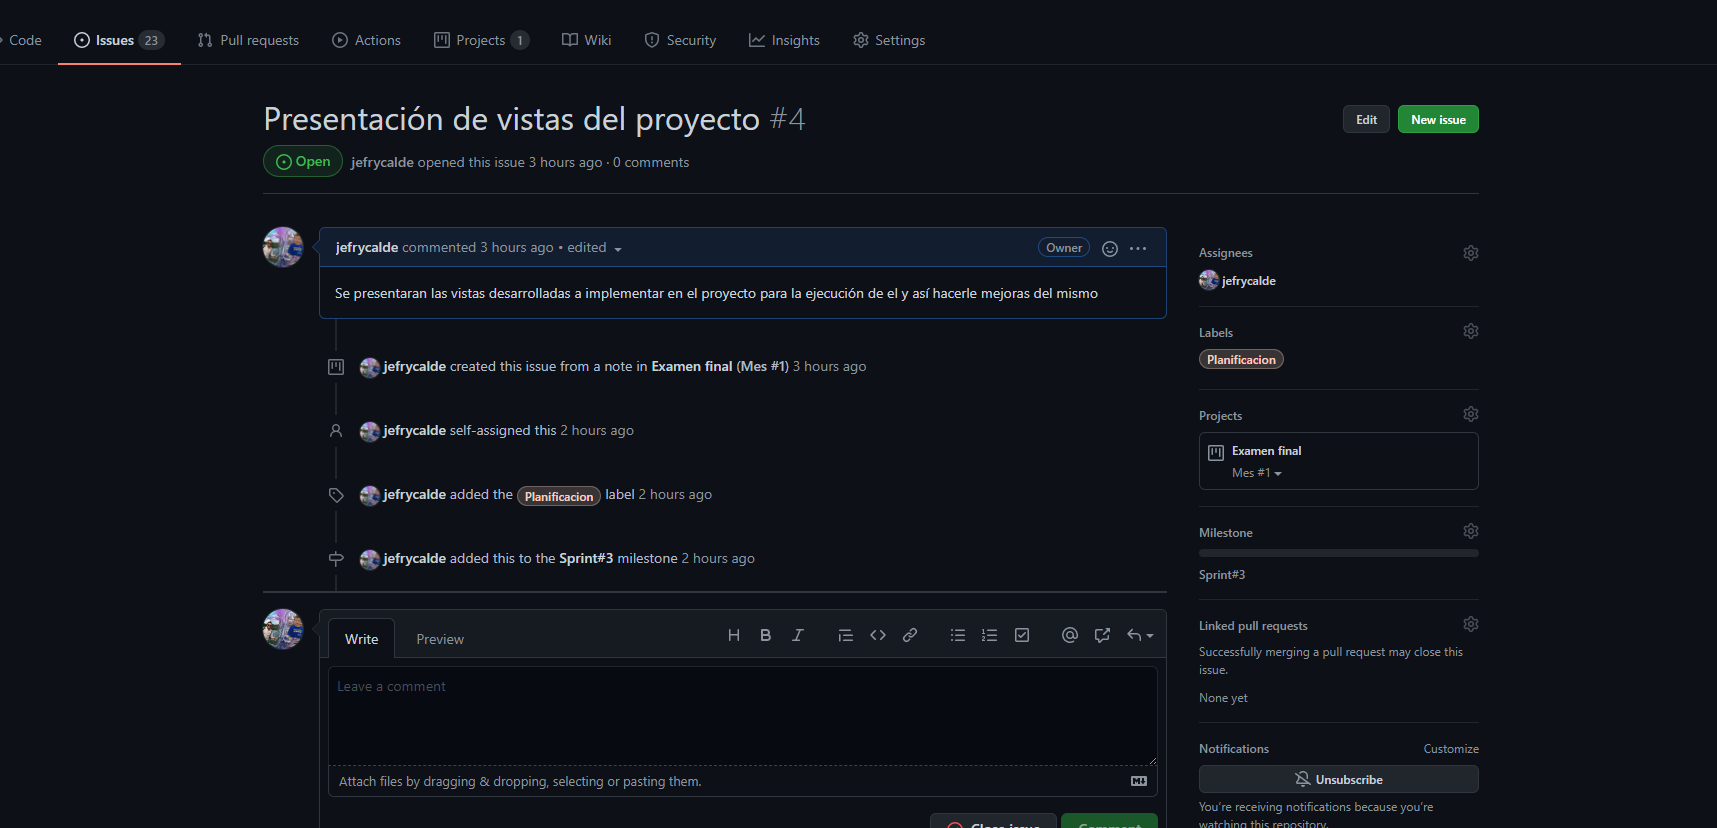 Code Issues 23 Pull requests Actions Projects 1 Wiki Security Insights Settings
Presentación de vistas del proyecto #4
Edit New issue
Open jefrycalde opened this issue 3 hours ago · 0 comments
jefrycalde commented 3 hours ago • edited Owner
Se presentaran las vistas desarrolladas a implementar en el proyecto para la ejecución de el y así hacerle mejoras del mismo
jefrycalde created this issue from a note in Examen final (Mes #1) 3 hours ago
jefrycalde self-assigned this 2 hours ago
jefrycalde added the Planificacion label 2 hours ago
jefrycalde added this to the Sprint#3 milestone 2 hours ago
Write Preview
Leave a comment
Attach files by dragging & dropping, selecting or pasting them.
Close issue Comment
Assignees
jefrycalde
Labels
Planificacion
Projects
Examen final
Mes #1
Milestone
Sprint#3
Linked pull requests
Successfully merging a pull request may close this
issue.
None yet
Notifications Customize
Unsubscribe
You're receiving notifications because you're
watching this repository.